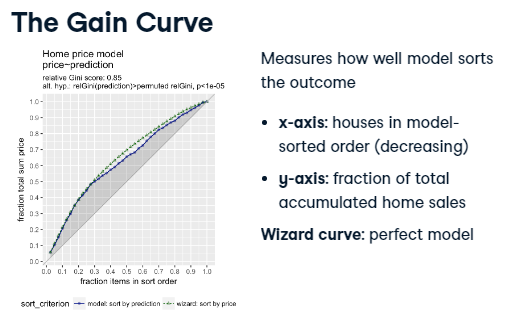 The Gain Curve
Home price model
price~prediction
relative Gini score: 0.85
alt. hyp.: relGini(prediction)>permuted relGini, p<1e-05
fraction total sum price
1.0
0.9
0.8
0.7
0.6
0.5
0.4
0.3
0.2
0.1
0.0
0.0 0.1 0.2 0.3 0.4 0.5 0.6 0.7 0.8 0.9 1.0
fraction items in sort order
sort_criterion model: sort by prediction wizard: sort by price
Measures how well model sorts
the outcome
• x-axis: houses in model-
sorted order (decreasing)
• y-axis: fraction of total
accumulated home sales
Wizard curve: perfect model